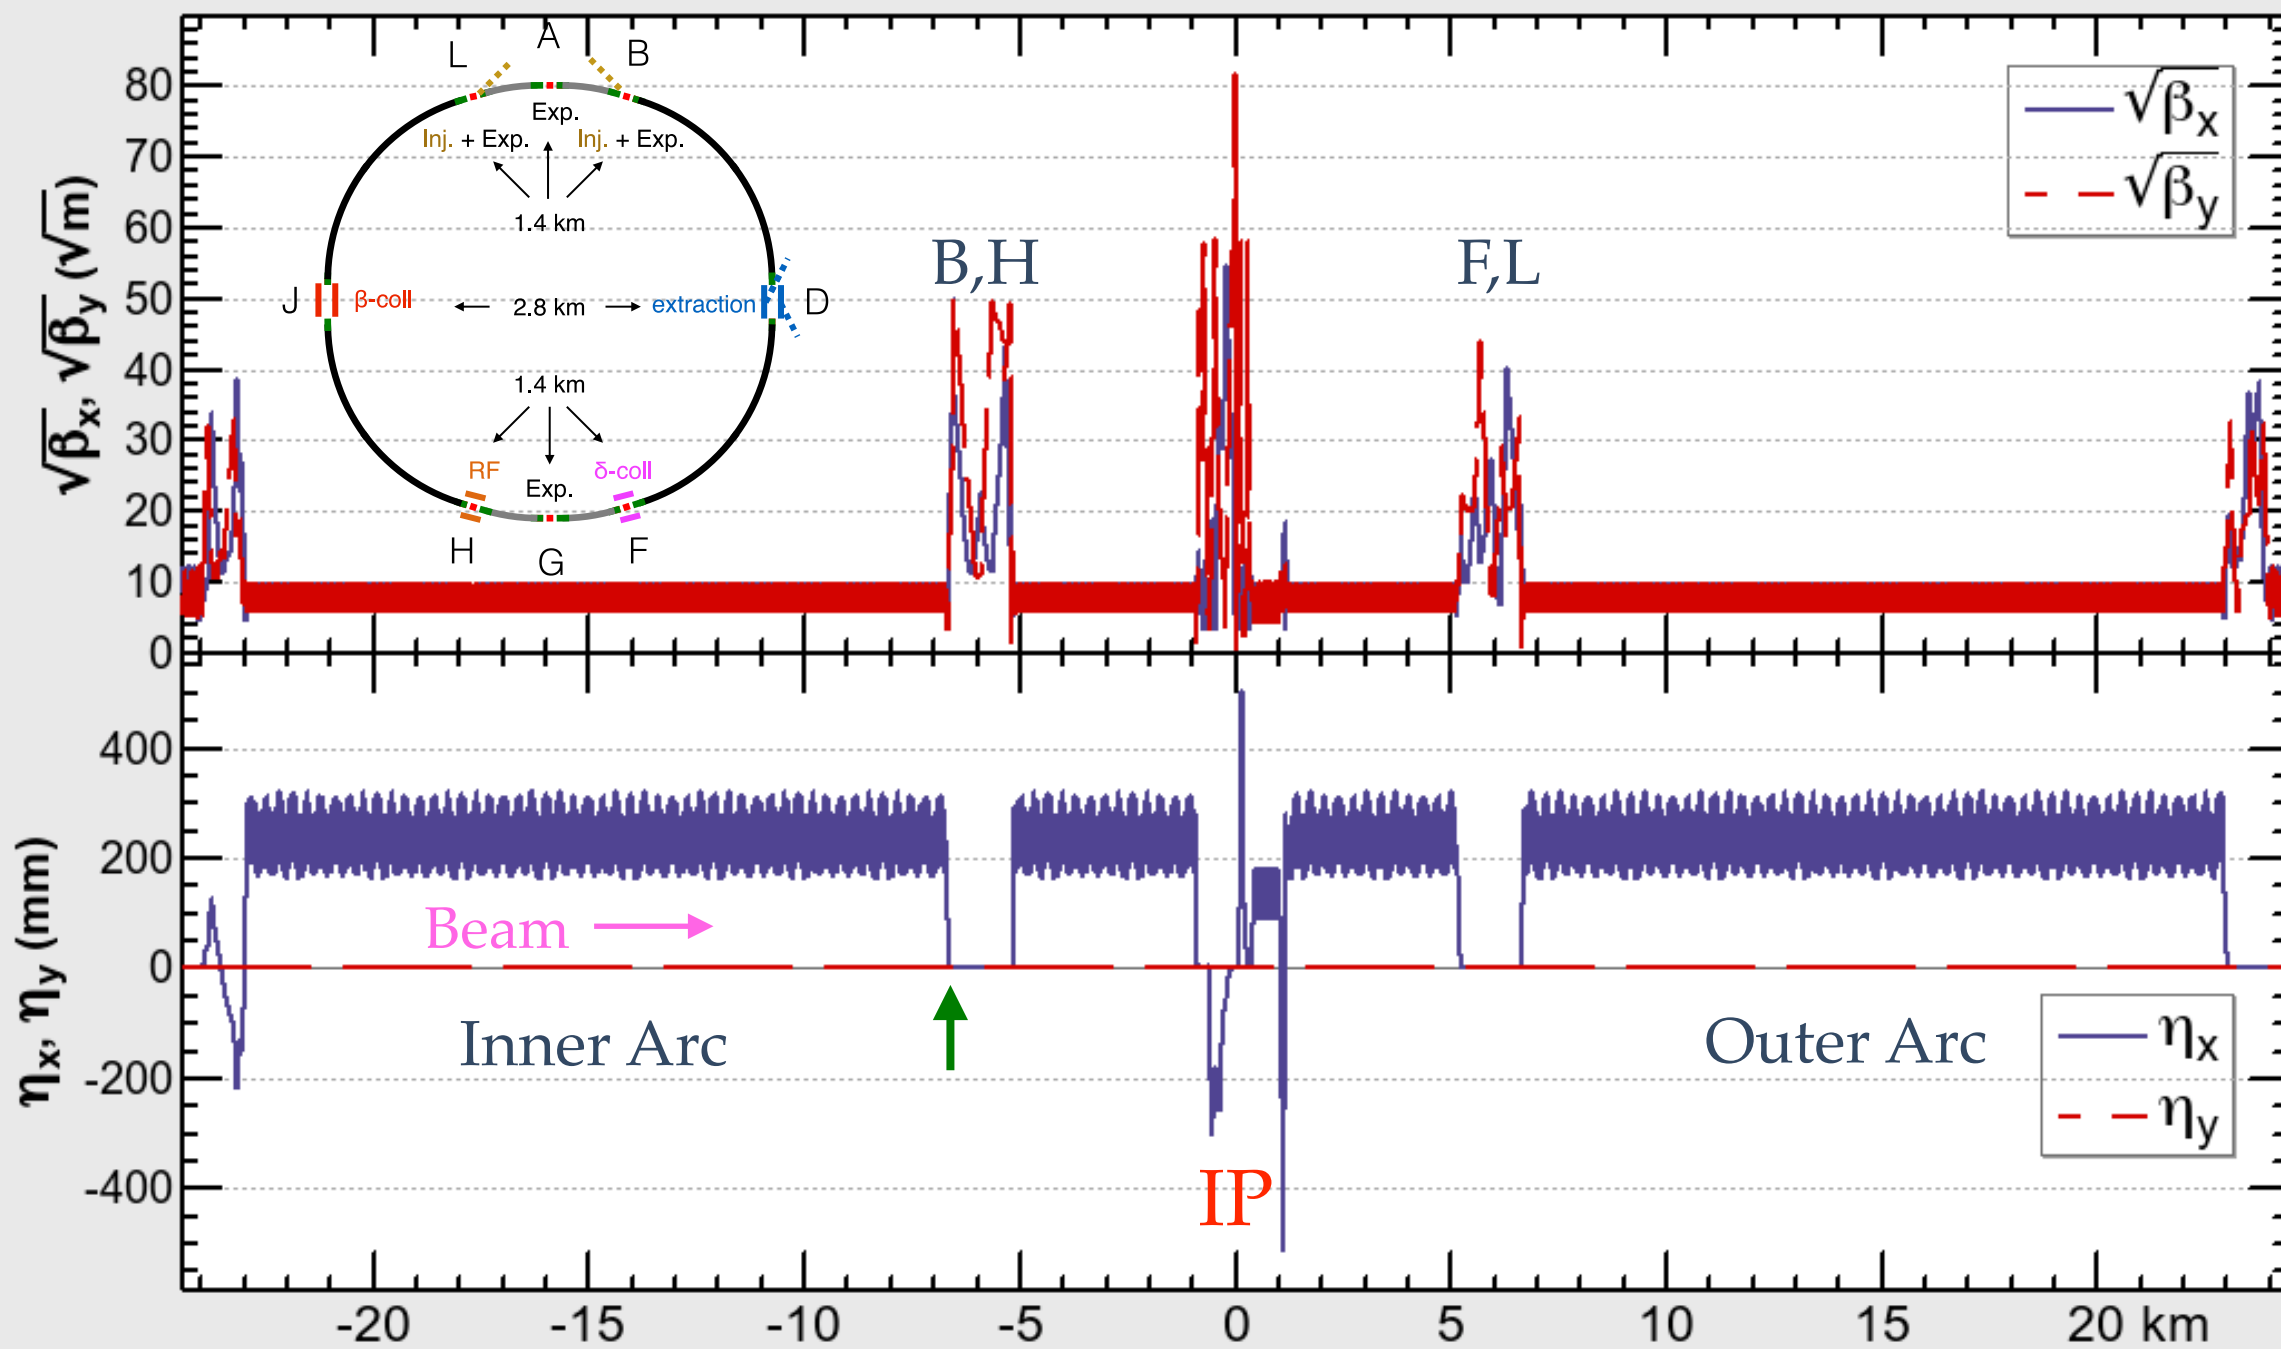 √βx, √βy (√m)
80
70
60
50
40
30
20
10
0
L
A
B
Exp.
Inj. + Exp.
Inj. + Exp.
1.4 km
J
β-coll
2.8 km
extraction
D
1.4 km
RF
δ-coll
Exp.
H
G
F
B,H
F,L
√βx
√βy
ηx, ηy (mm)
400
200
0
-200
-400
Beam
Inner Arc
IP
Outer Arc
ηx
ηy
-20
-15
-10
-5
0
5
10
15
20 km